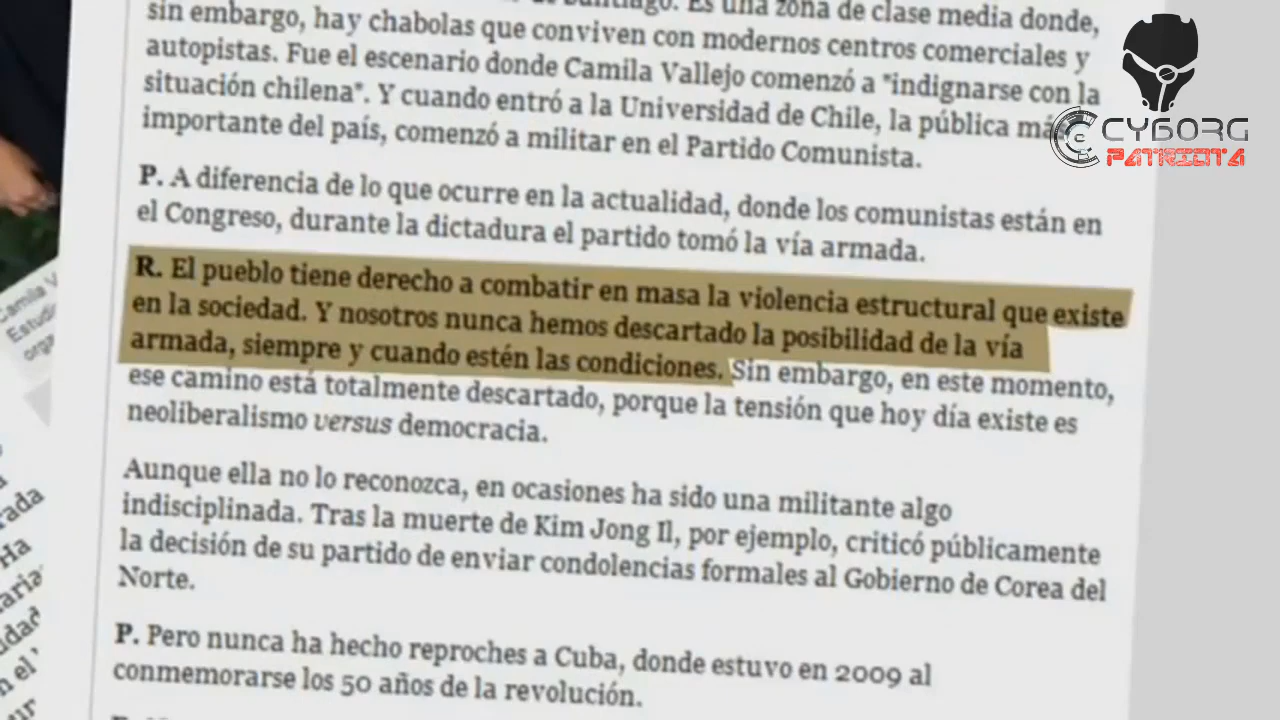 Santiago. Es una zona de clase media donde,
sin embargo, hay chabolas que conviven con modernos centros comerciales y
autopistas. Fue el escenario donde Camila Vallejo comenzó a "indignarse con la
situación chilena". Y cuando entró a la Universidad de Chile, la pública más
importante del país, comenzó a militar en el Partido Comunista.
P. A diferencia de lo que ocurre en la actualidad, donde los comunistas están en
el Congreso, durante la dictadura el partido tomó la vía armada.
R. El pueblo tiene derecho a combatir en masa la violencia estructural que existe
en la sociedad. Y nosotros nunca hemos descartado la posibilidad de la vía
armada, siempre y cuando estén las condiciones. Sin embargo, en este momento,
ese camino está totalmente descartado, porque la tensión que hoy día existe es
neoliberalismo versus democracia.
Aunque ella no lo reconozca, en ocasiones ha sido una militante algo
indisciplinada. Tras la muerte de Kim Jong Il, por ejemplo, criticó públicamente
la decisión de su partido de enviar condolencias formales al Gobierno de Corea del
Norte.
P. Pero nunca ha hecho reproches a Cuba, donde estuvo en 2009 al
conmemorarse los 50 años de la revolución.
CYBORG
PATRIOTA